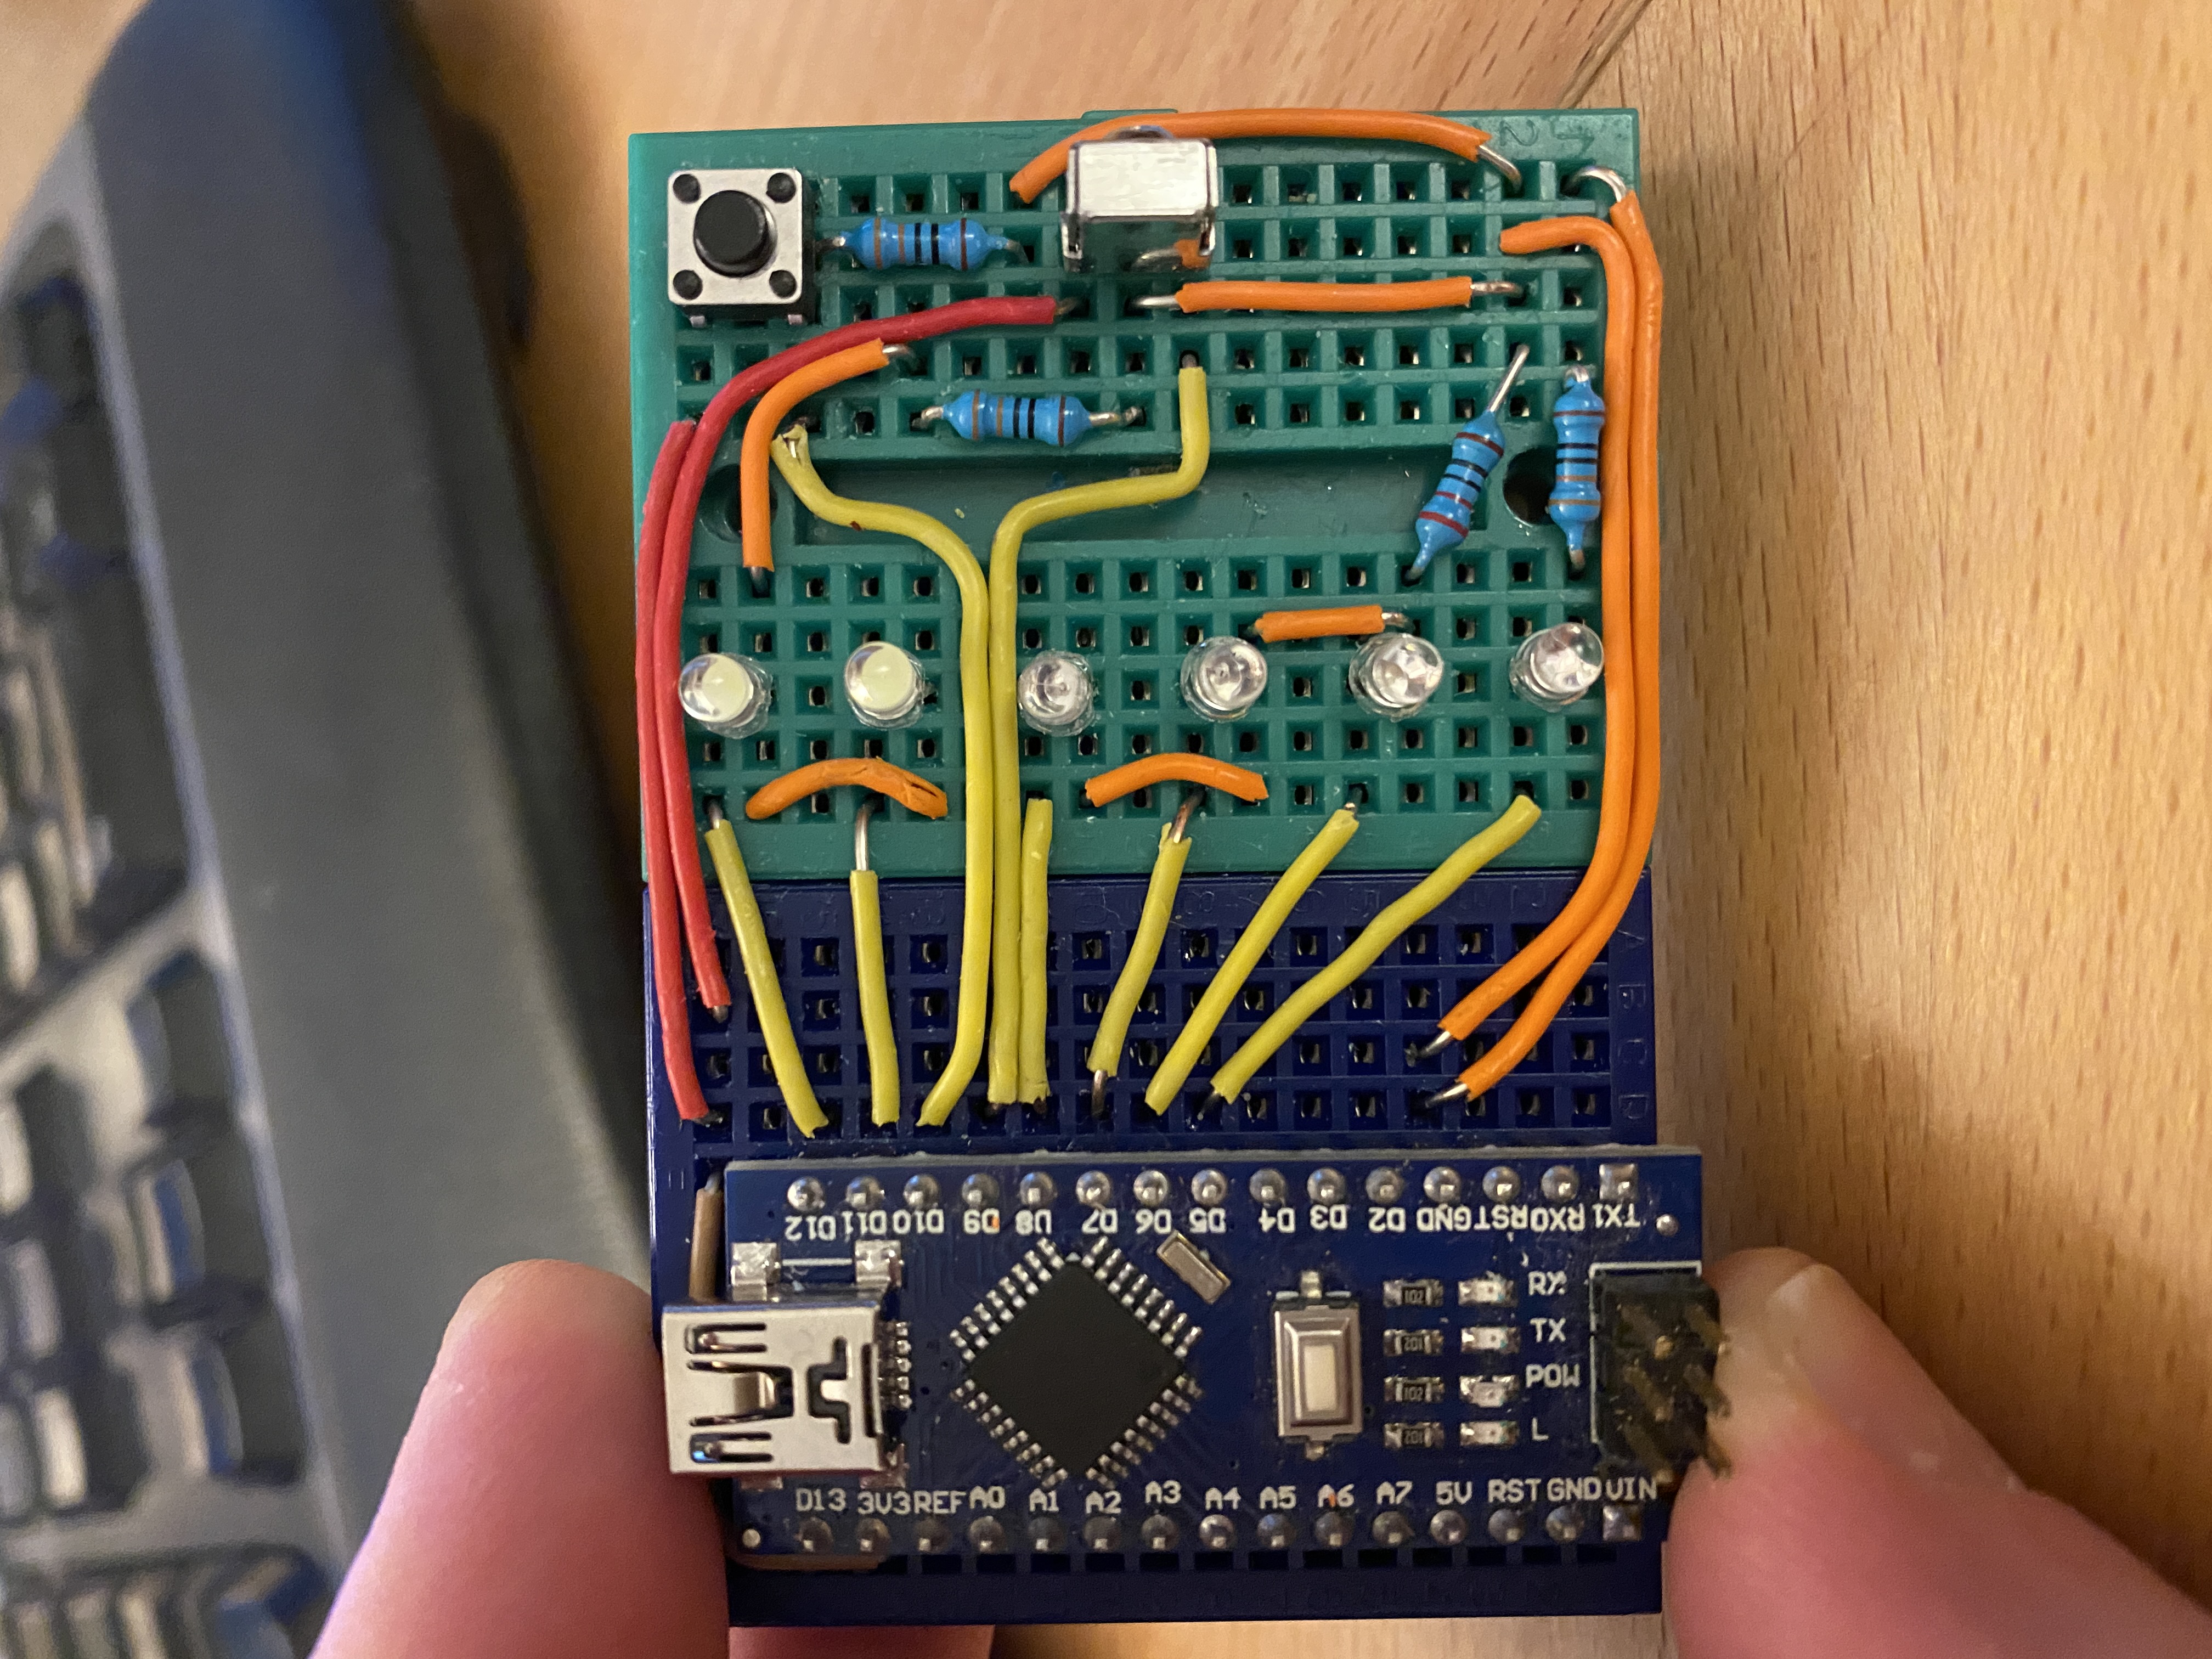 D13 3V3 REF A0 A1 A2 A3 A4 A5 A6 A7 5V RST GND VIN
D12 D11 D10 D9 D8 D7 D6 D5 D4 D3 D2 GND RST RX0 TX1
L POW TX RX